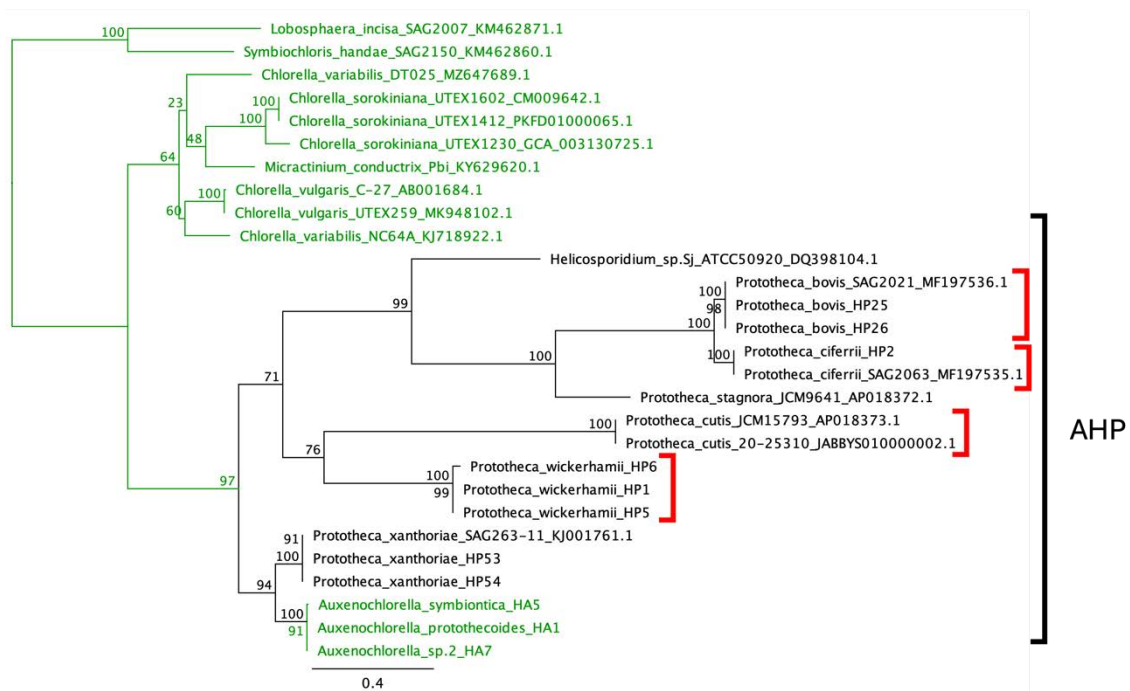 100
Lobosphaera_incisa_SAG2007_KM462871.1
Symbiochloris_handae_SAG2150_KM462860.1
Chlorella_variabilis_DT025_MZ647689.1
23
100
Chlorella_sorokiniana_UTEX1602_CM009642.1
100
Chlorella_sorokiniana_UTEX1412_PKFD01000065.1
48
Chlorella_sorokiniana_UTEX1230_GCA_003130725.1
64
Micractinium_conductrix_Pbi_KY629620.1
100
Chlorella_vulgaris_C-27_AB001684.1
60
Chlorella_vulgaris_UTEX259_MK948102.1
Chlorella_variabilis_NC64A_KJ718922.1
Helicosporidium_sp.Sj_ATCC50920_DQ398104.1
99
100
Prototheca_bovis_SAG2021_MF197536.1
98
Prototheca_bovis_HP25
100
Prototheca_bovis_HP26
100
Prototheca_ciferrii_HP2
100
Prototheca_ciferrii_SAG2063_MF197535.1
71
Prototheca_stagnora_JCM9641_AP018372.1
100
Prototheca_cutis_JCM15793_AP018373.1
AHP
76
Prototheca_cutis_20-25310_JABBYS010000002.1
Prototheca_wickerhamii_HP6
97
100
99
Prototheca_wickerhamii_HP1
Prototheca_wickerhamii_HP5
91
Prototheca_xanthoriae_SAG263-11_KJ001761.1
100
Prototheca_xanthoriae_HP53
94
Prototheca_xanthoriae_HP54
Auxenochlorella_symbiontica_HA5
100
91
Auxenochlorella_protothecoides_HA1
Auxenochlorella_sp.2_HA7
0.4